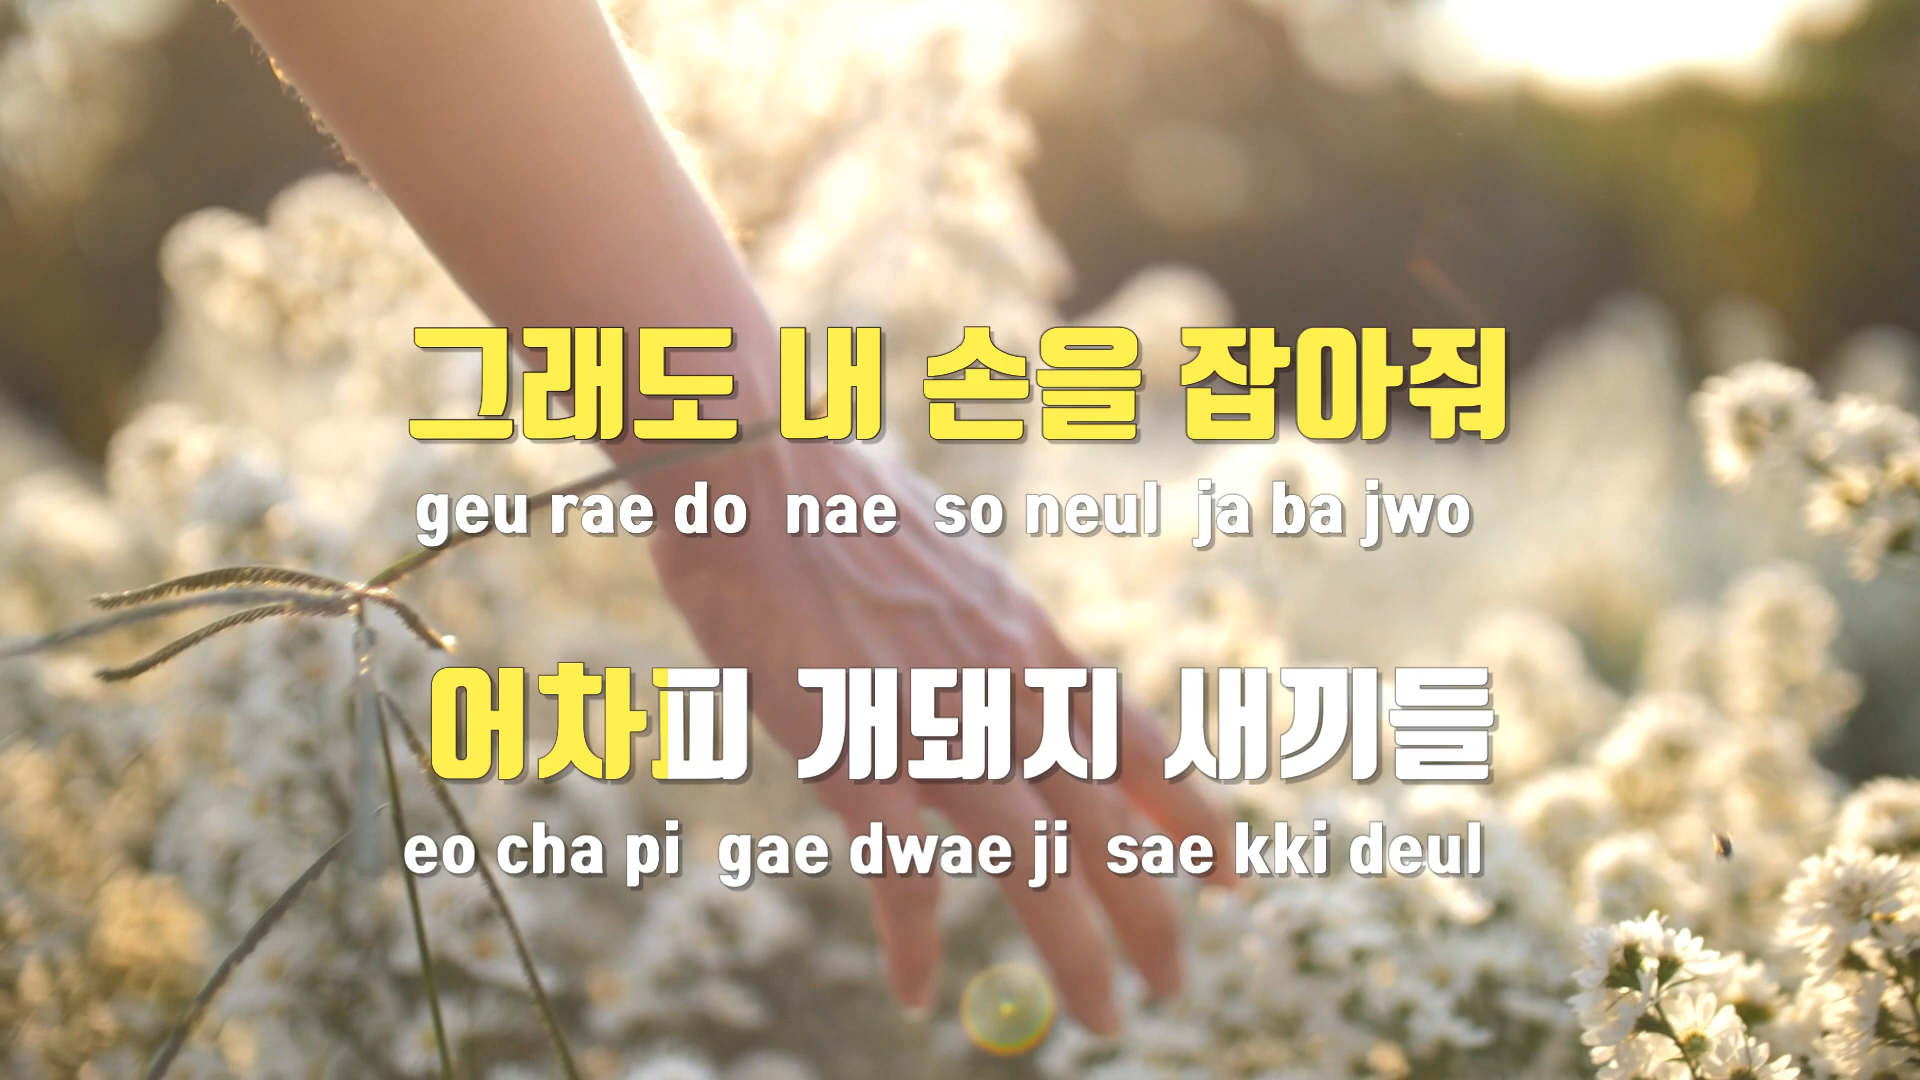 그래도 내 손을 잡아줘
geu rae do nae so neul ja ba jwo
어차피 개돼지 새끼들
eo cha pi gae dwae ji sae kki deul